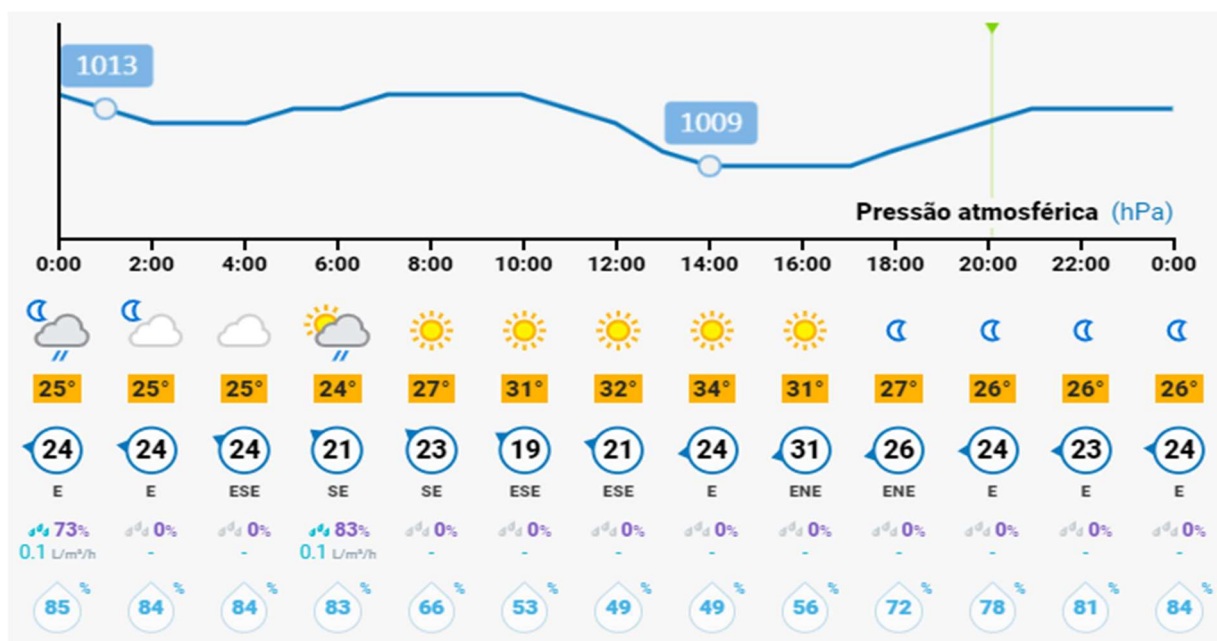 1013
1009
Pressão atmosférica (hPa)
0:00 2:00 4:00 6:00 8:00 10:00 12:00 14:00 16:00 18:00 20:00 22:00 0:00
25° 25° 25° 24° 27° 31° 32° 34° 31° 27° 26° 26° 26°
24 24 24 21 23 19 21 24 31 26 24 23 24
E E ESE SE SE ESE ESE E ENE ENE E E E
73% 0% 0% 83% 0% 0% 0% 0% 0% 0% 0% 0% 0%
0.1 L/m²/h - - 0.1 L/m²/h - - - - - - - - -
85% 84% 84% 83% 66% 53% 49% 49% 56% 72% 78% 81% 84%